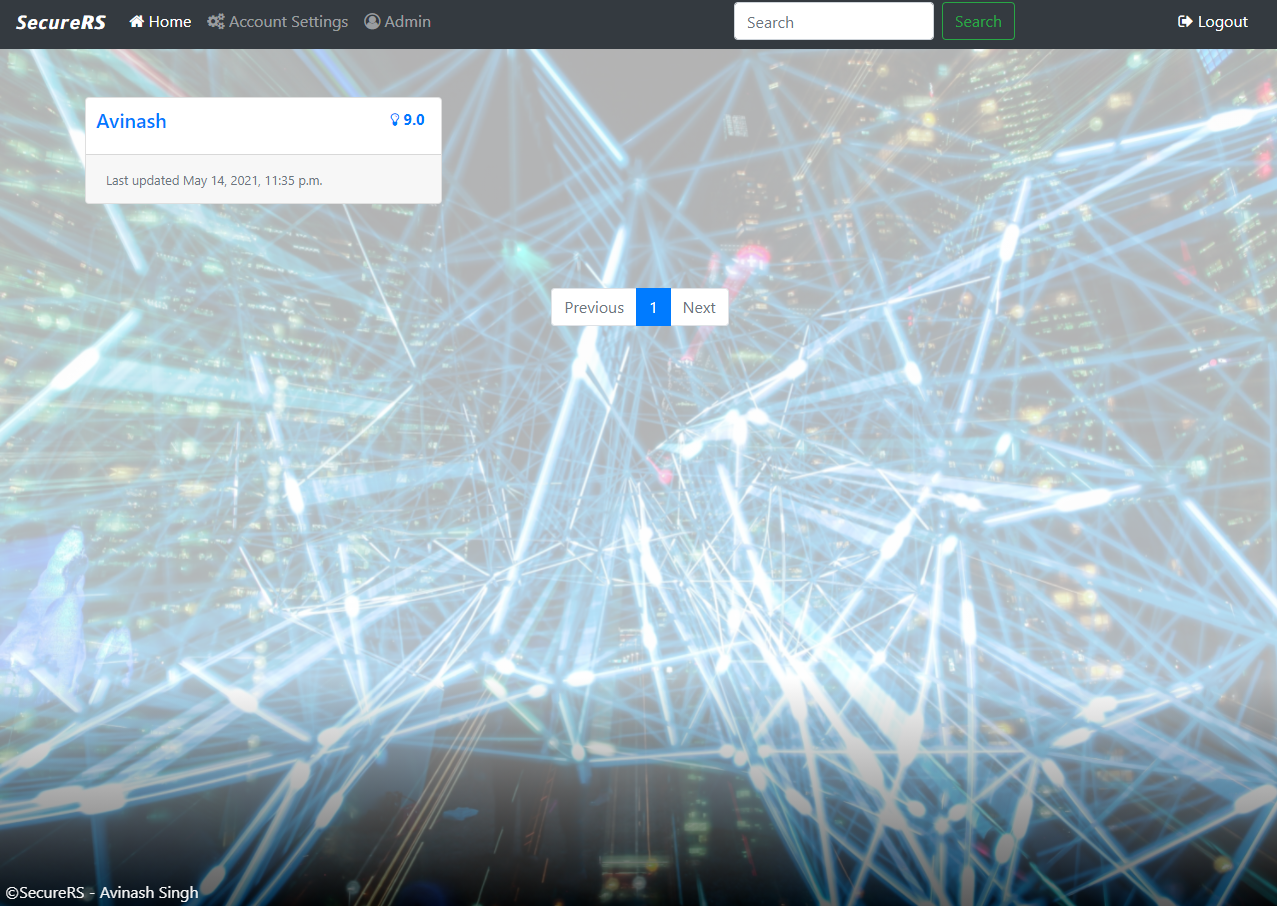 SecureRS Home Account Settings Admin Search Search Logout
Avinash 9.0
Last updated May 14, 2021, 11:35 p.m.
Previous 1 Next
©SecureRS - Avinash Singh